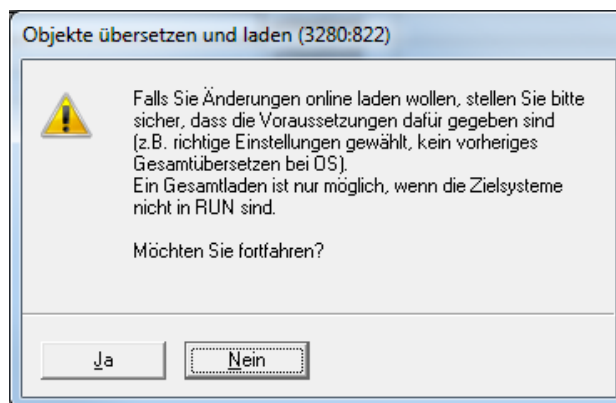 Objekte übersetzen und laden (3280:822)
Falls Sie Änderungen online laden wollen, stellen Sie bitte
sicher, dass die Voraussetzungen dafür gegeben sind
(z.B. richtige Einstellungen gewählt, kein vorheriges
Gesamtübersetzen bei OS).
Ein Gesamtladen ist nur möglich, wenn die Zielsysteme
nicht in RUN sind.
Möchten Sie fortfahren?
Ja
Nein